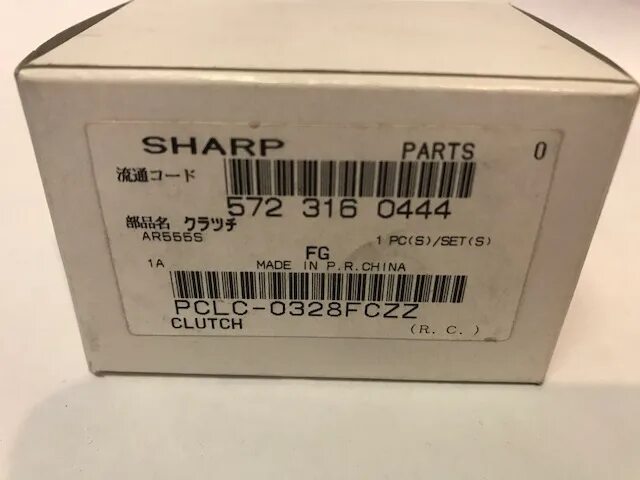 SHARP PARTS 0
流通コード
572 316 0444
部品名 クラツチ
AR555S 1 PC(S)/SET(S)
FG
1A MADE IN P.R.CHINA
PCLC-0328FCZZ
CLUTCH (R. C. )